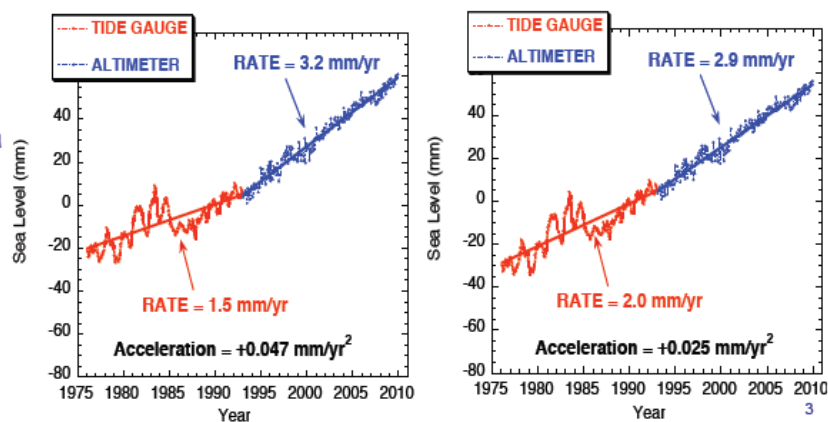 TIDE GAUGE
ALTIMETER
RATE = 3.2 mm/yr
40
20
0
-20
-40
-60
-80
Sea Level (mm)
RATE = 1.5 mm/yr
Acceleration = +0.047 mm/yr²
1975 1980 1985 1990 1995 2000 2005 2010
Year
TIDE GAUGE
ALTIMETER
RATE = 2.9 mm/yr
40
20
0
-20
-40
-60
-80
Sea Level (mm)
RATE = 2.0 mm/yr
Acceleration = +0.025 mm/yr²
1975 1980 1985 1990 1995 2000 2005 2010
Year
3